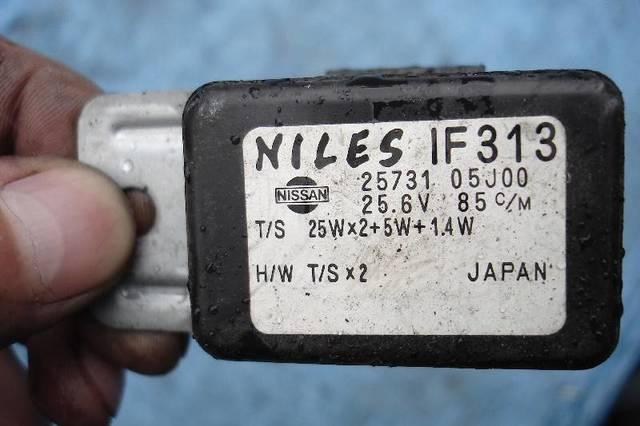 NILES IF313
25731 05J00
NISSAN
25.6V 85 C/M
T/S 25W×2+5W+1.4W
H/W T/S×2 JAPAN